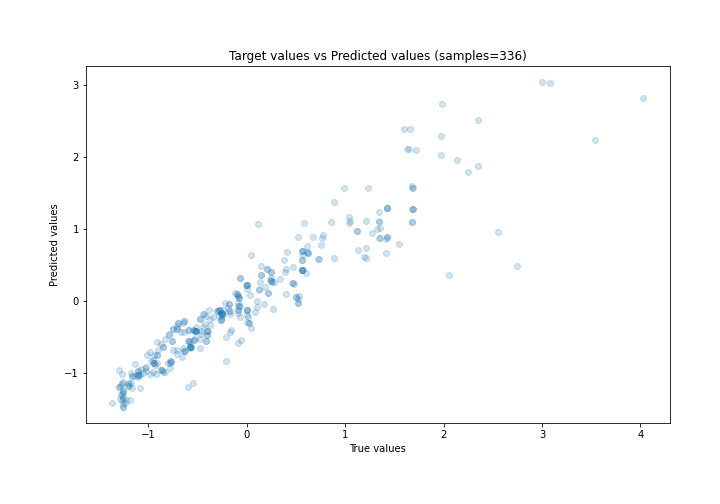 Target values vs Predicted values (samples=336)
3
2
1
0
−1
Predicted values
−1 0 1 2 3 4
True values